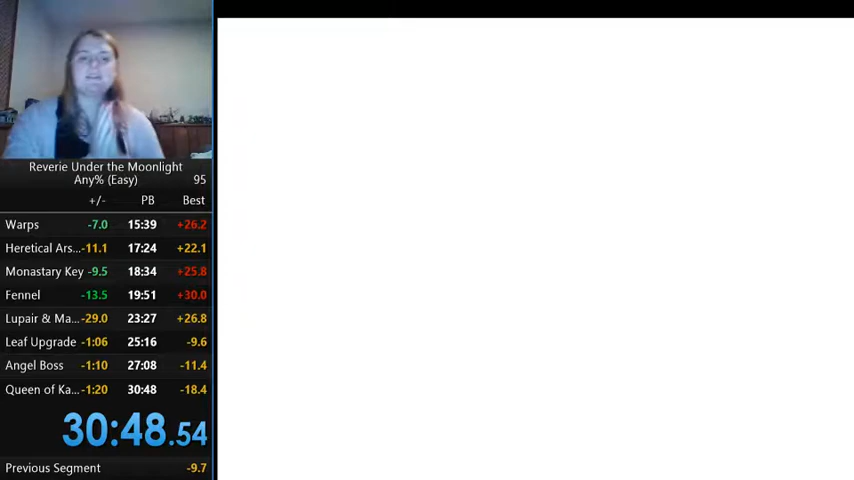 Reverie Under the Moonlight
Any% (Easy) 95
+/- PB Best
Warps -7.0 15:39 +26.2
Heretical Ars... -11.1 17:24 +22.1
Monastary Key -9.5 18:34 +25.8
Fennel -13.5 19:51 +30.0
Lupair & Ma... -29.0 23:27 +26.8
Leaf Upgrade -1:06 25:16 -9.6
Angel Boss -1:10 27:08 -11.4
Queen of Ka... -1:20 30:48 -18.4
30:48.54
Previous Segment -9.7